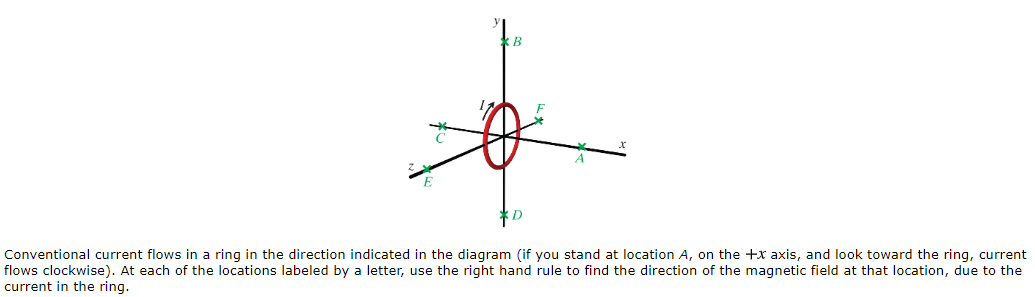 y
B
I
F
C
x
A
z
E
D
Conventional current flows in a ring in the direction indicated in the diagram (if you stand at location A, on the +x axis, and look toward the ring, current
flows clockwise). At each of the locations labeled by a letter, use the right hand rule to find the direction of the magnetic field at that location, due to the
current in the ring.